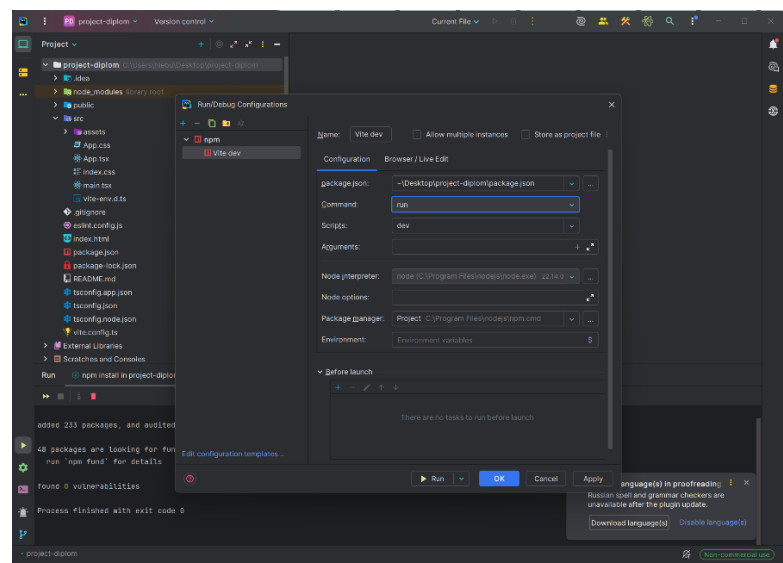 PD project-diplom Version control Current File
Project
project-diplom C:\Users\Nebu\Desktop\project-diplom
.idea
node_modules library root
public
src
assets
App.css
App.tsx
index.css
main.tsx
vite-env.d.ts
.gitignore
eslint.config.js
index.html
package.json
package-lock.json
README.md
tsconfig.app.json
tsconfig.json
tsconfig.node.json
vite.config.ts
External Libraries
Scratches and Consoles
Run npm install in project-diplo
added 233 packages, and audited
48 packages are looking for fun
run `npm fund` for details
found 0 vulnerabilities
Process finished with exit code 0
Run/Debug Configurations
npm
Vite dev
Edit configuration templates...
Name: Vite dev Allow multiple instances Store as project file
Configuration Browser / Live Edit
package.json: ~\Desktop\project-diplom\package.json
Command: run
Scripts: dev
Arguments:
Node interpreter: node (C:\Program Files\nodejs\node.exe) 22.14.0
Node options:
Package manager: Project C:\Program Files\nodejs\npm.cmd
Environment: Environment variables
Before launch
There are no tasks to run before launch
? Run OK Cancel Apply
anguage(s) in proofreading
Russian spell and grammar checkers are
unavailable after the plugin update.
Download language(s) Disable language(s)
project-diplom
Non-commercial use